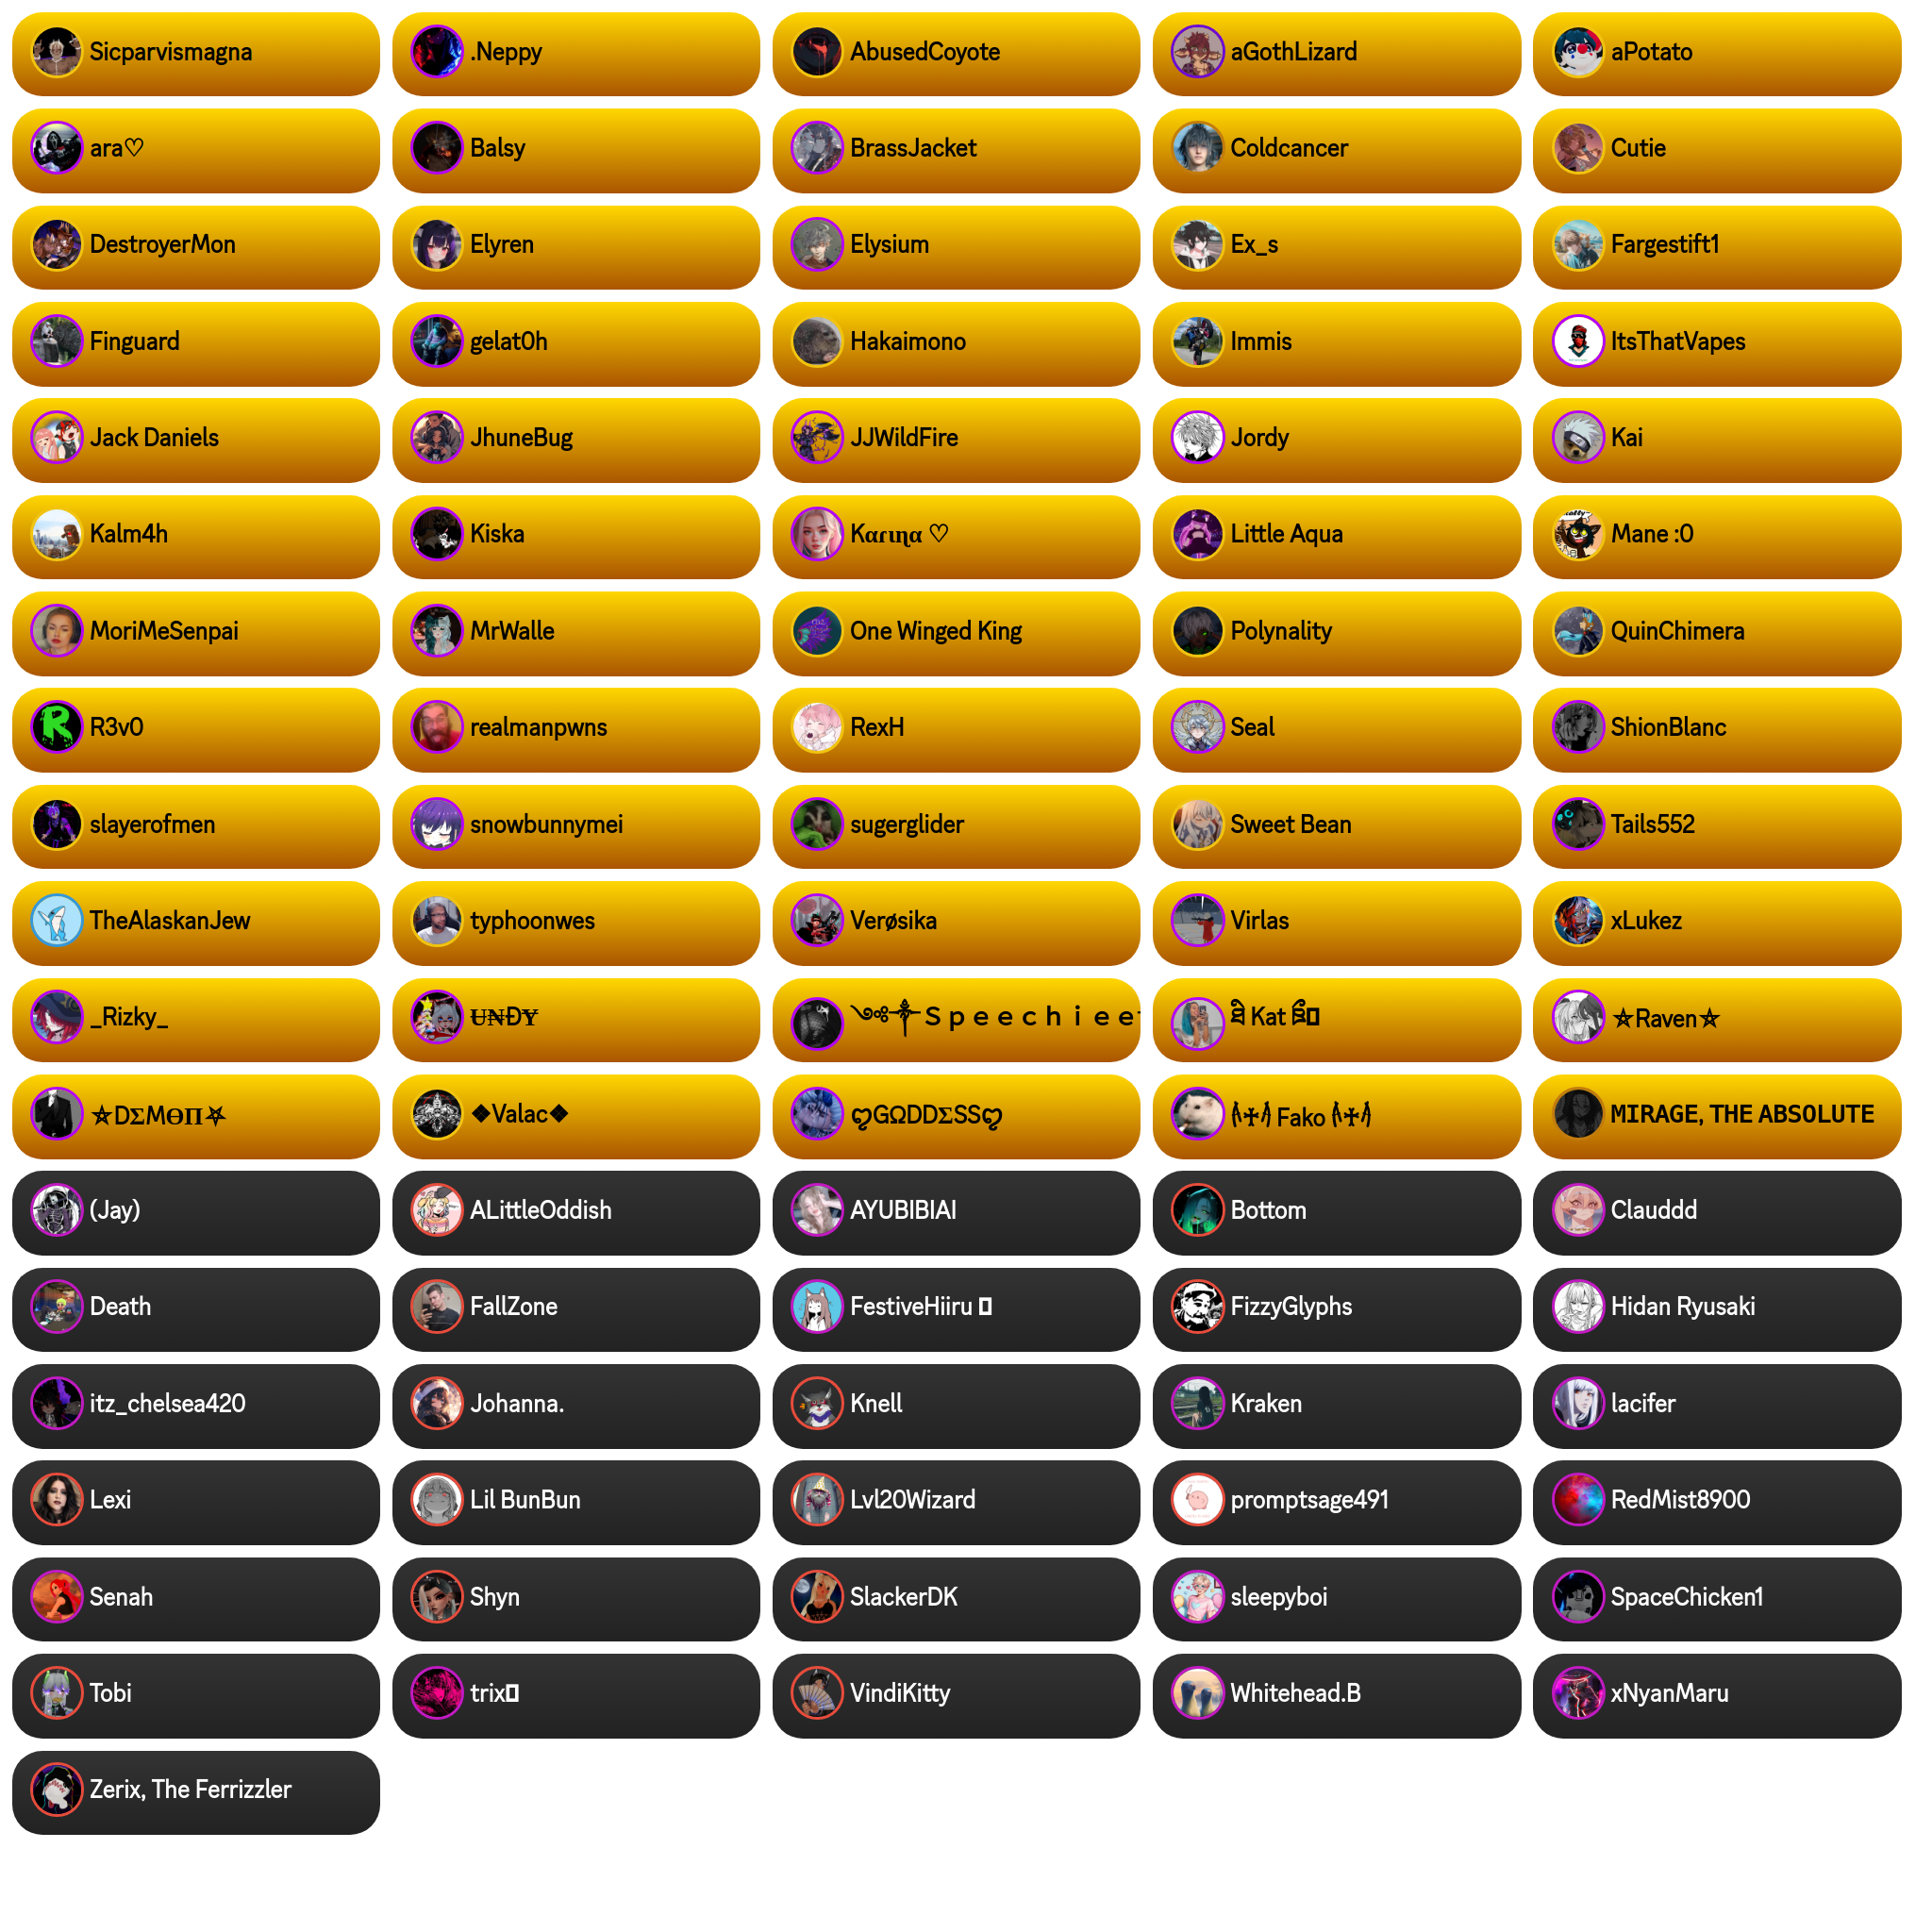 Sicparvismagna
.Neppy
AbusedCoyote
aGothLizard
aPotato
ara♡
Balsy
BrassJacket
Coldcancer
Cutie
DestroyerMon
Elyren
Elysium
Ex_s
Fargestift1
Finguard
gelat0h
Hakaimono
Immis
ItsThatVapes
Jack Daniels
JhuneBug
JJWildFire
Jordy
Kai
Kalm4h
Kiska
Kαɾιɳα ♡
Little Aqua
Mane :0
MoriMeSenpai
MrWalle
One Winged King
Polynality
QuinChimera
R3v0
realmanpwns
RexH
Seal
ShionBlanc
slayerofmen
snowbunnymei
sugerglider
Sweet Bean
Tails552
TheAlaskanJew
typhoonwes
Verøsika
Virlas
xLukez
_Rizky_
U̶N̶ĐY̶
༺☬༒Ｓｐｅｅｃｈｉｅｅ
Kat
⛥Raven⛥
⛥DΣMѲΠ⛧
❖Valac❖
ღGΩDDΣSSღ
Fako
MIRAGE, THE ABSOLUTE
(Jay)
ALittleOddish
AYUBIBIAI
Bottom
Clauddd
Death
FallZone
FestiveHiiru
FizzyGlyphs
Hidan Ryusaki
itz_chelsea420
Johanna.
Knell
Kraken
lacifer
Lexi
Lil BunBun
Lvl20Wizard
promptsage491
RedMist8900
Senah
Shyn
SlackerDK
sleepyboi
SpaceChicken1
Tobi
trix
VindiKitty
Whitehead.B
xNyanMaru
Zerix, The Ferrizzler